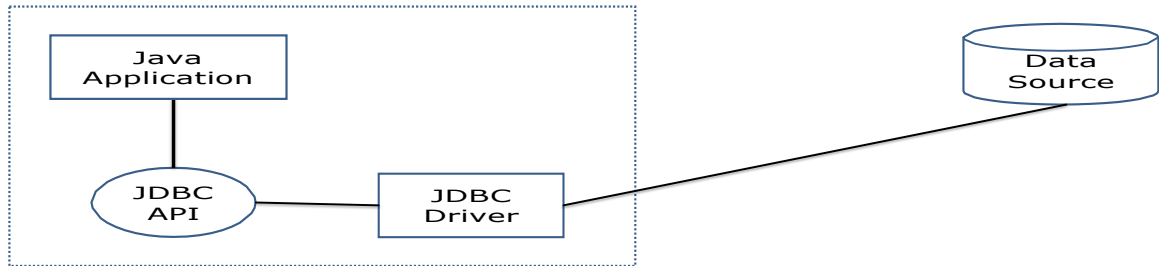 Java
Application
Data
Source
JDBC
API
JDBC
Driver